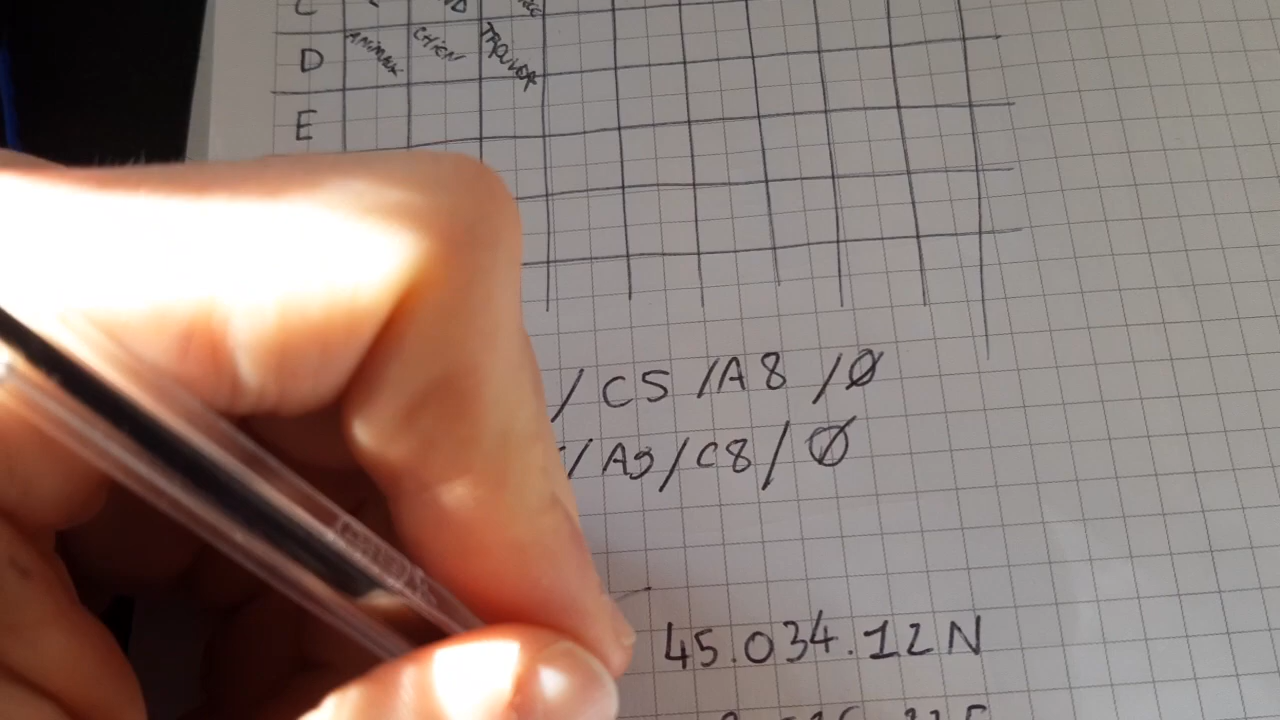 D ANIMAUX CHIEN TROUVER
E
/ C5 / A8 / Ø
/ A3 / C8 / Ø
45.034.12N